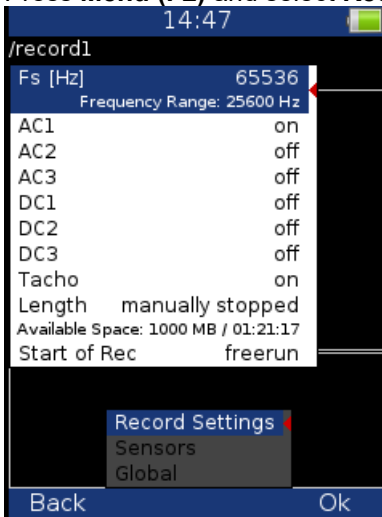 14:47
/record1
Fs [Hz] 65536
Frequency Range: 25600 Hz
AC1 on
AC2 off
AC3 off
DC1 off
DC2 off
DC3 off
Tacho on
Length manually stopped
Available Space: 1000 MB / 01:21:17
Start of Rec freerun
Record Settings
Sensors
Global
Back Ok